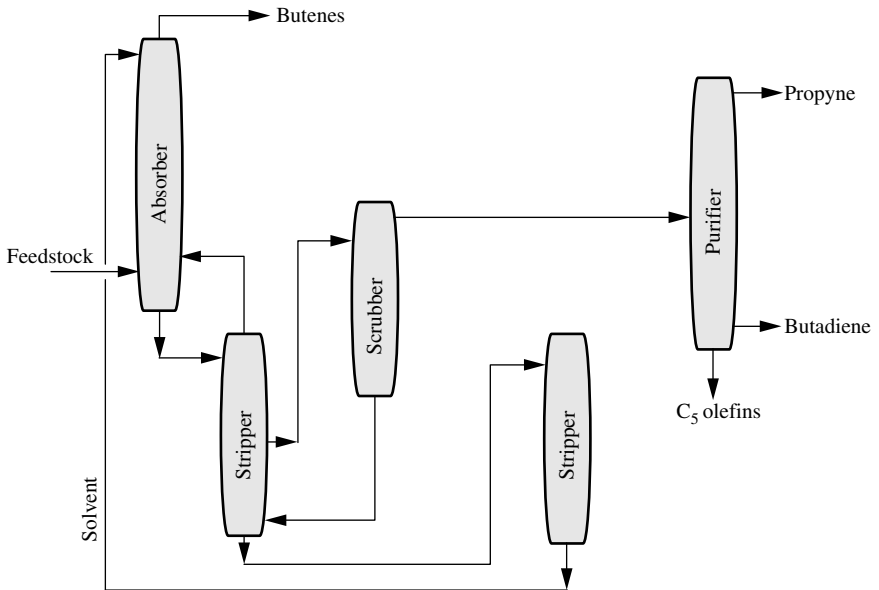 Butenes
Propyne
Absorber
Purifier
Feedstock
Scrubber
Butadiene
Stripper
Stripper
C₅ olefins
Solvent